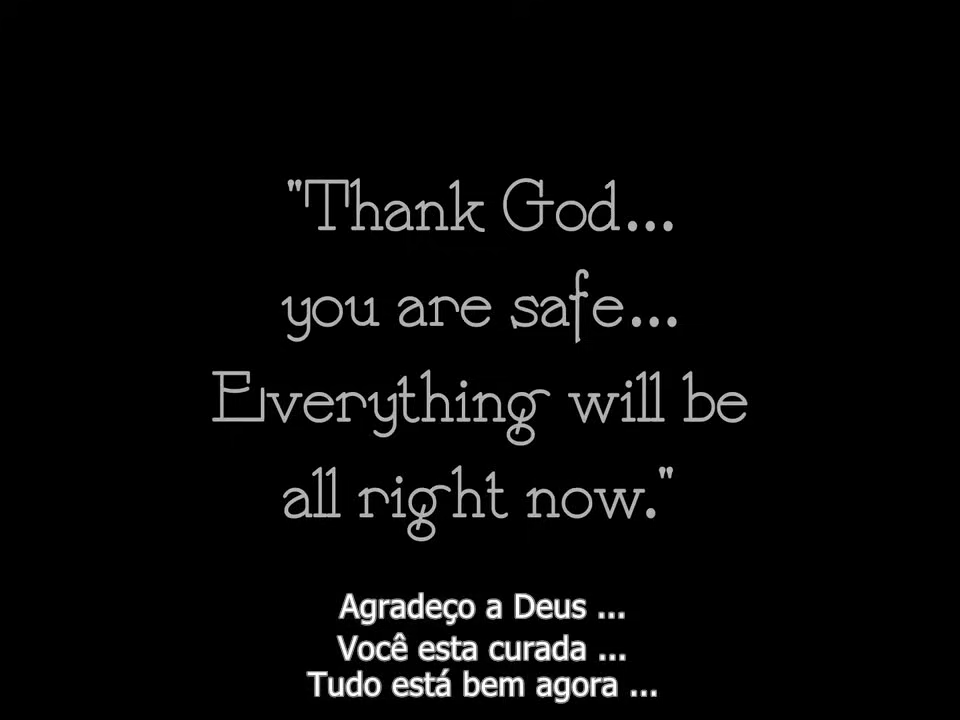 "Thank God...
you are safe...
Everything will be
all right now."
Agradeço a Deus ...
Você esta curada ...
Tudo está bem agora ...